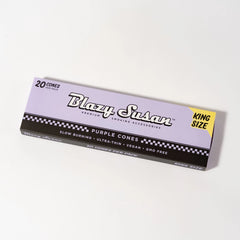 20 CONES
Blazy Susan
PREMIUM SMOKING ACCESSORIES
KING
SIZE
PURPLE CONES
SLOW BURNING • ULTRA-THIN • VEGAN • GMO FREE